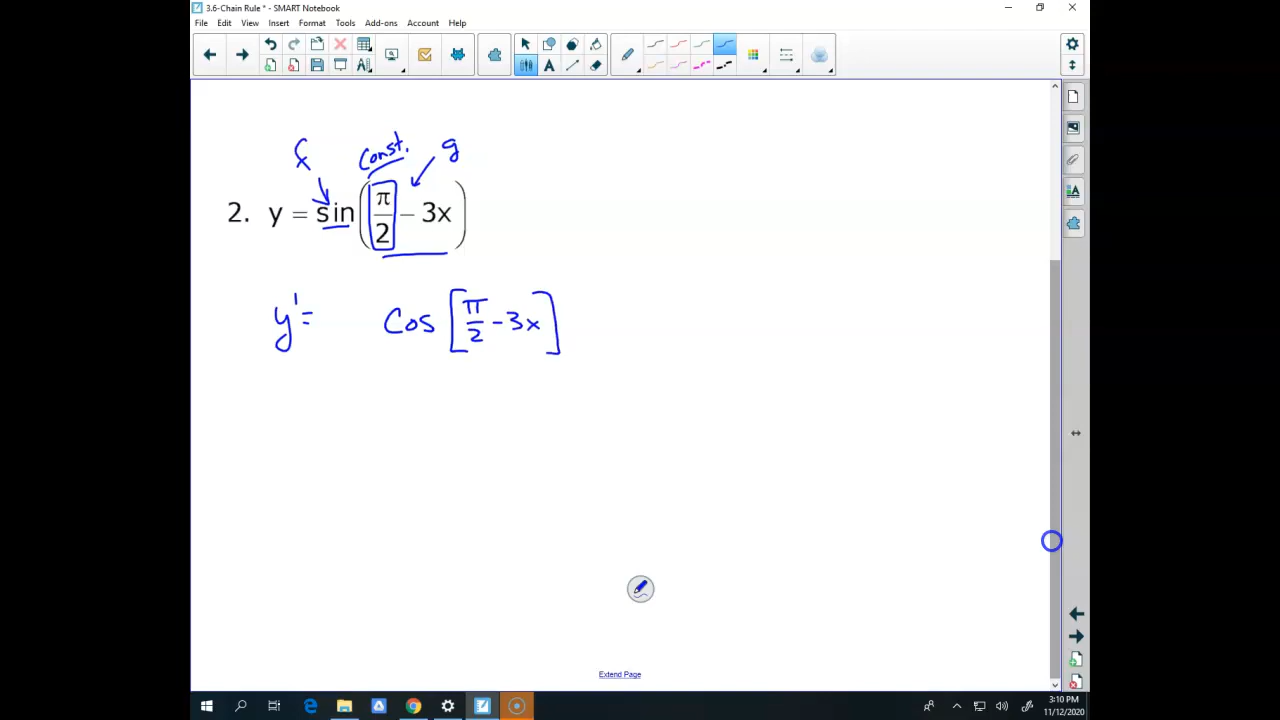 3.6-Chain Rule * - SMART Notebook
File Edit View Insert Format Tools Add-ons Account Help
f const. g
2. y = sin(π/2 − 3x)
y' = cos[π/2 − 3x]
Extend Page
3:10 PM
11/12/2020